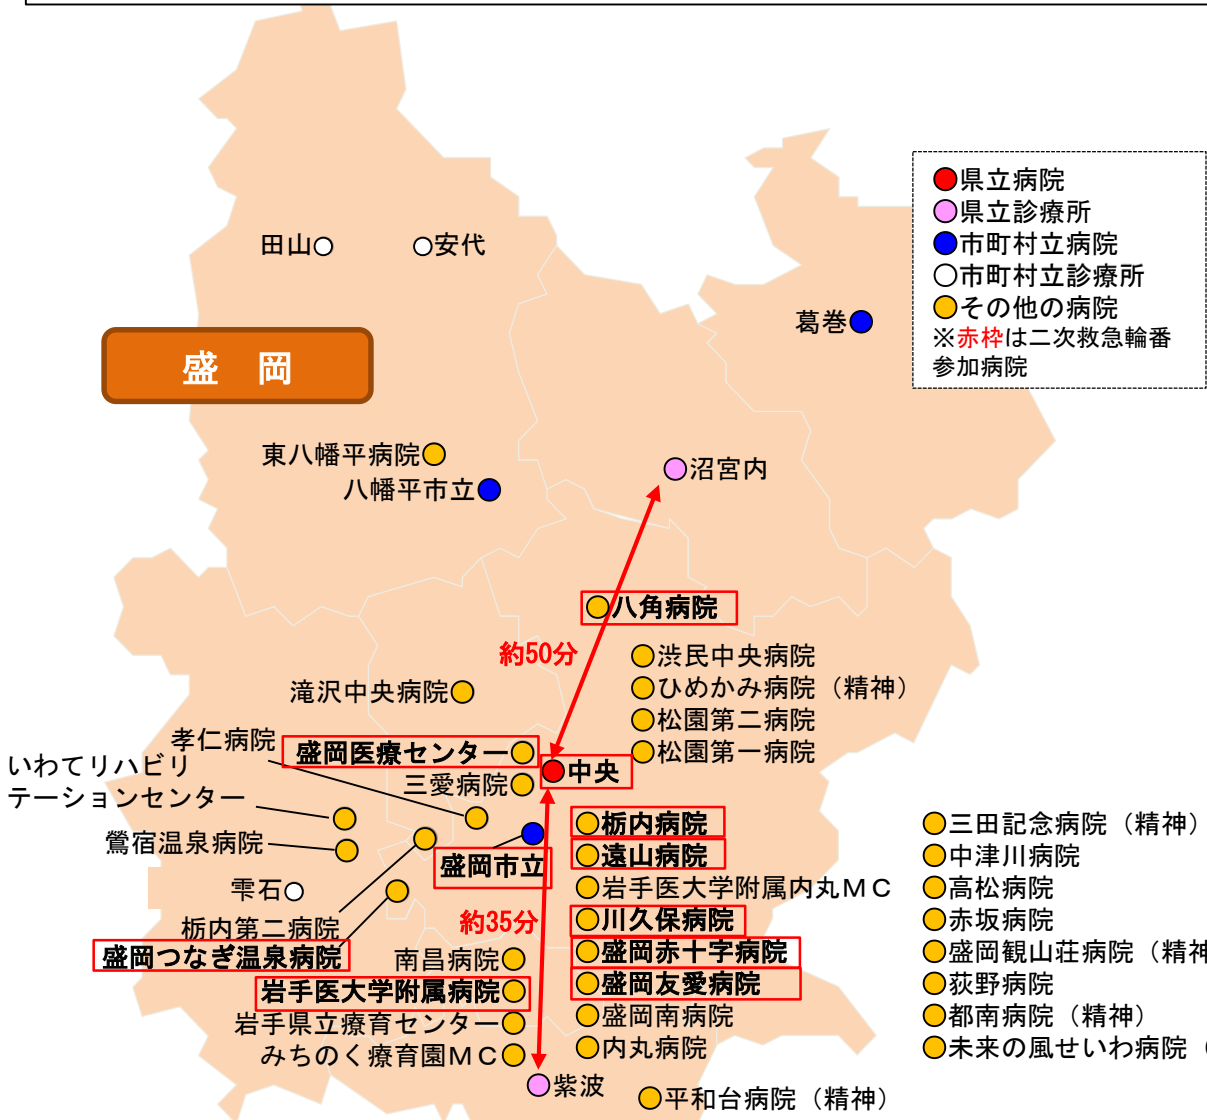 ●県立病院
●県立診療所
●市町村立病院
○市町村立診療所
●その他の病院
※赤枠は二次救急輪番
参加病院
田山
安代
葛巻
盛　岡
東八幡平病院
八幡平市立
沼宮内
八角病院
約50分
渋民中央病院
ひめかみ病院（精神）
松園第二病院
松園第一病院
滝沢中央病院
孝仁病院
盛岡医療センター
中央
三愛病院
いわてリハビリ
テーションセンター
鶯宿温泉病院
盛岡市立
雫石
栃内第二病院
盛岡つなぎ温泉病院
約35分
南昌病院
岩手医大学附属病院
岩手県立療育センター
みちのく療育園ＭＣ
紫波
栃内病院
遠山病院
岩手医大学附属内丸ＭＣ
川久保病院
盛岡赤十字病院
盛岡友愛病院
盛岡南病院
内丸病院
平和台病院（精神）
三田記念病院（精神）
中津川病院
高松病院
赤坂病院
盛岡観山荘病院（精神
荻野病院
都南病院（精神）
未来の風せいわ病院（